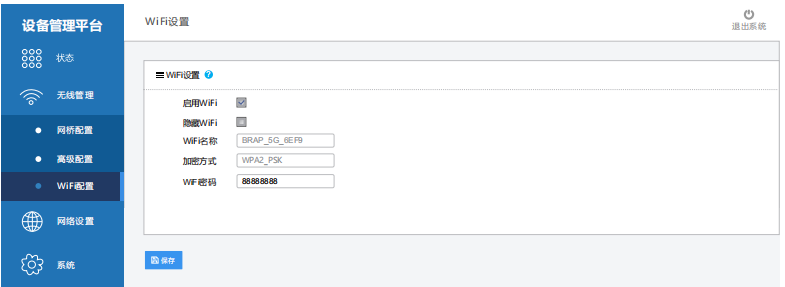 设备管理平台
WiFi设置
退出系统
状态
无线管理
网桥配置
高级配置
WiFi配置
网络设置
系统
WiFi设置
启用WiFi
隐藏WiFi
WiFi名称 BRAP_5G_6EF9
加密方式 WPA2_PSK
WiFi密码 88888888
保存